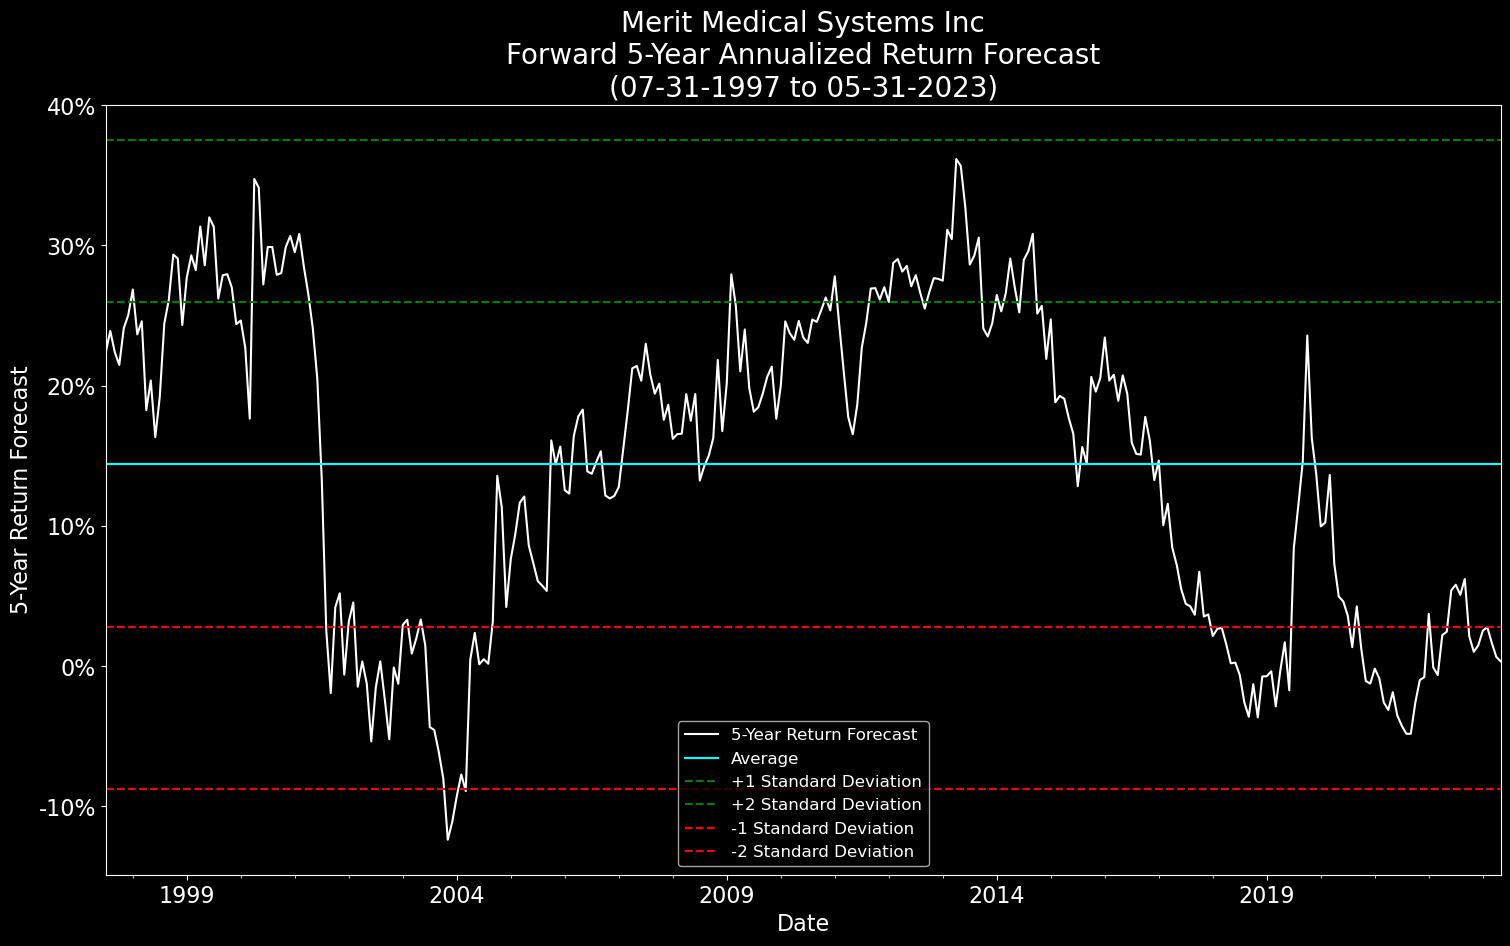 Merit Medical Systems Inc
Forward 5-Year Annualized Return Forecast
(07-31-1997 to 05-31-2023)
40%
30%
20%
10%
0%
-10%
5-Year Return Forecast
5-Year Return Forecast
Average
+1 Standard Deviation
+2 Standard Deviation
-1 Standard Deviation
-2 Standard Deviation
1999 2004 2009 2014 2019
Date